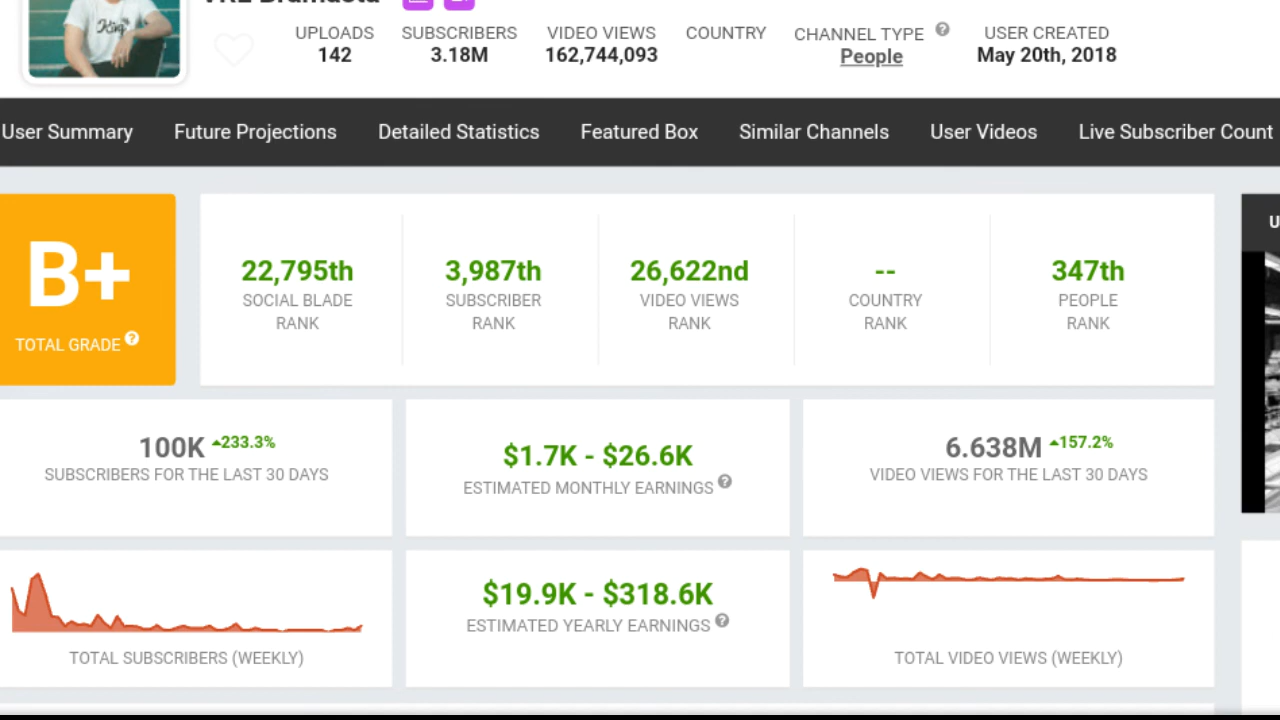 King
UPLOADS SUBSCRIBERS VIDEO VIEWS COUNTRY CHANNEL TYPE ? USER CREATED
142 3.18M 162,744,093 People May 20th, 2018
User Summary Future Projections Detailed Statistics Featured Box Similar Channels User Videos Live Subscriber Count
B+
TOTAL GRADE ?
22,795th 3,987th 26,622nd -- 347th
SOCIAL BLADE SUBSCRIBER VIDEO VIEWS COUNTRY PEOPLE
RANK RANK RANK RANK RANK
U
100K 233.3%
SUBSCRIBERS FOR THE LAST 30 DAYS
$1.7K - $26.6K
ESTIMATED MONTHLY EARNINGS ?
6.638M 157.2%
VIDEO VIEWS FOR THE LAST 30 DAYS
TOTAL SUBSCRIBERS (WEEKLY)
$19.9K - $318.6K
ESTIMATED YEARLY EARNINGS ?
TOTAL VIDEO VIEWS (WEEKLY)